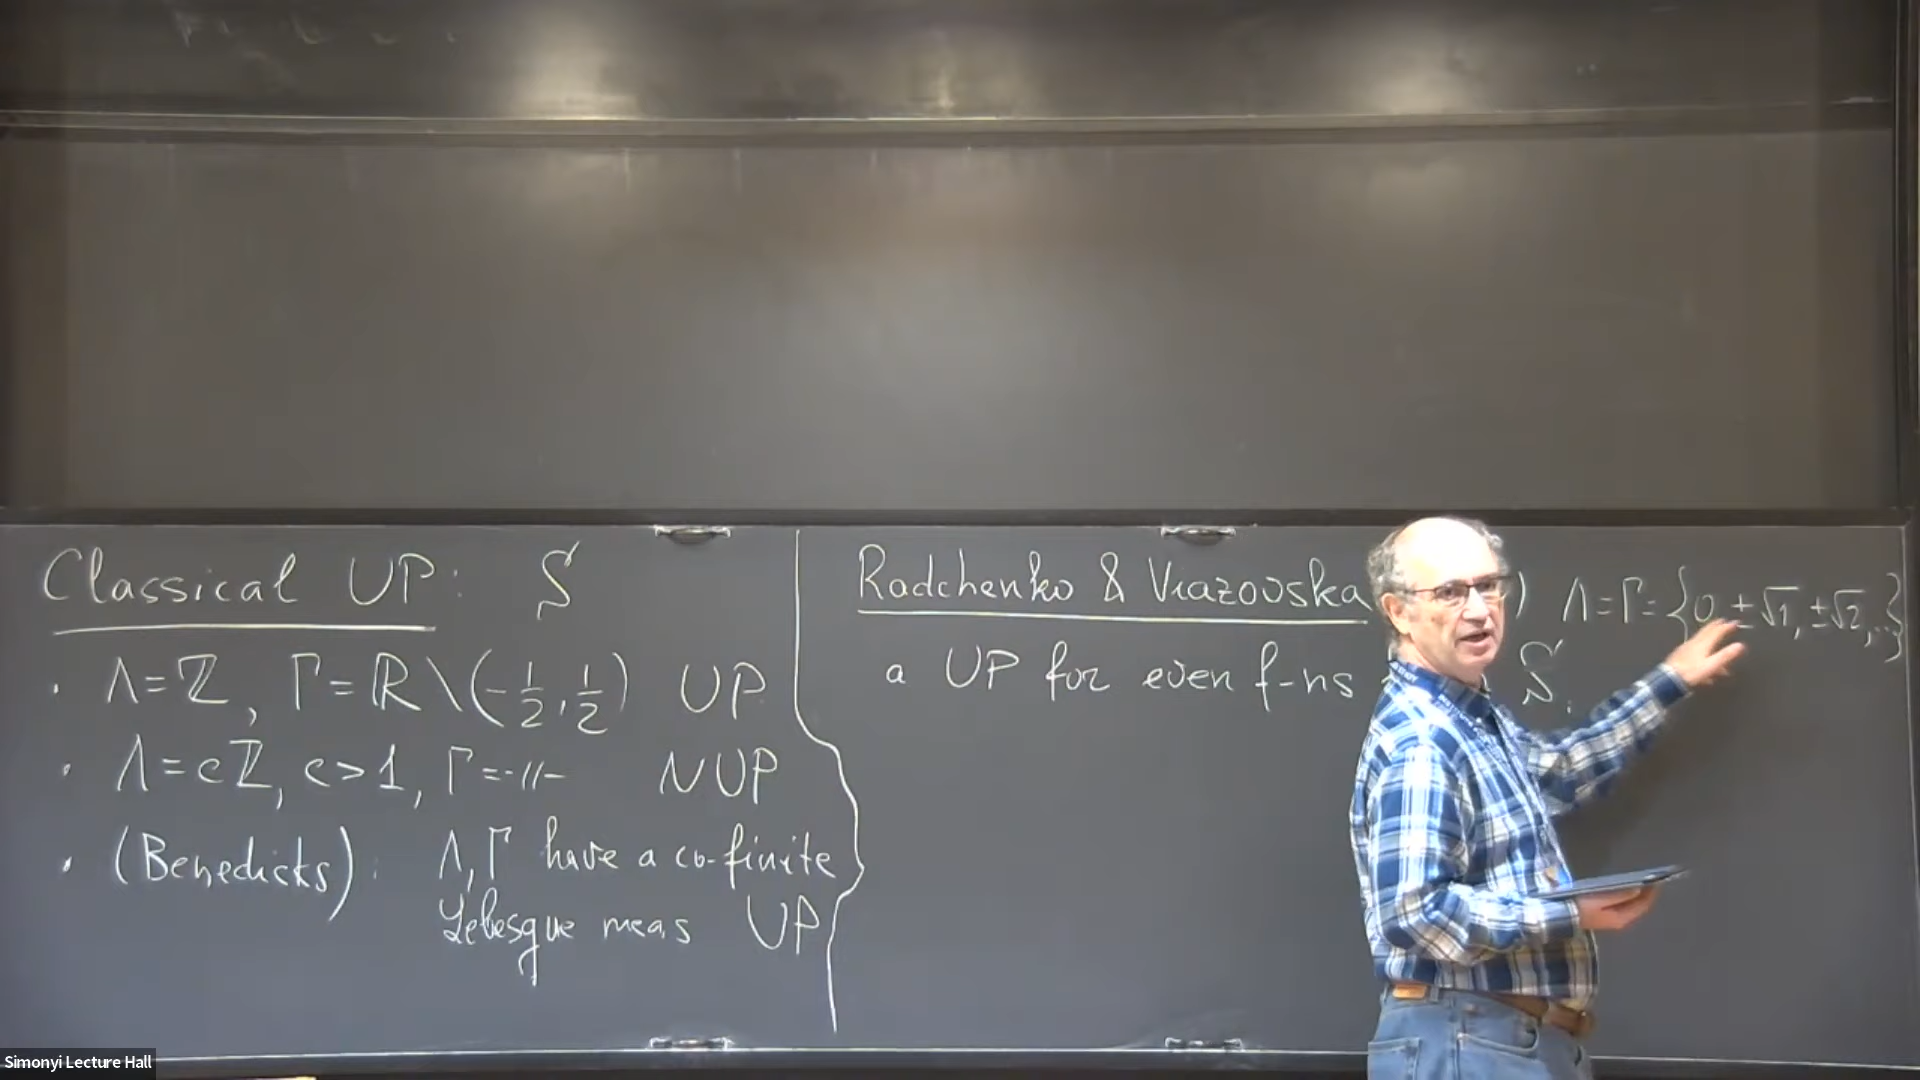 Classical UP: S
· Λ=ℤ, Γ=ℝ\(-1/2,1/2) UP
· Λ=cℤ, c>1, Γ=-//- NUP
· (Benedicks): Λ,Γ have a co-finite
Lebesgue meas UP
Radchenko & Viazovska ) Λ=Γ={0,±√1,±√2,..}
a UP for even f-ns S.
Simonyi Lecture Hall